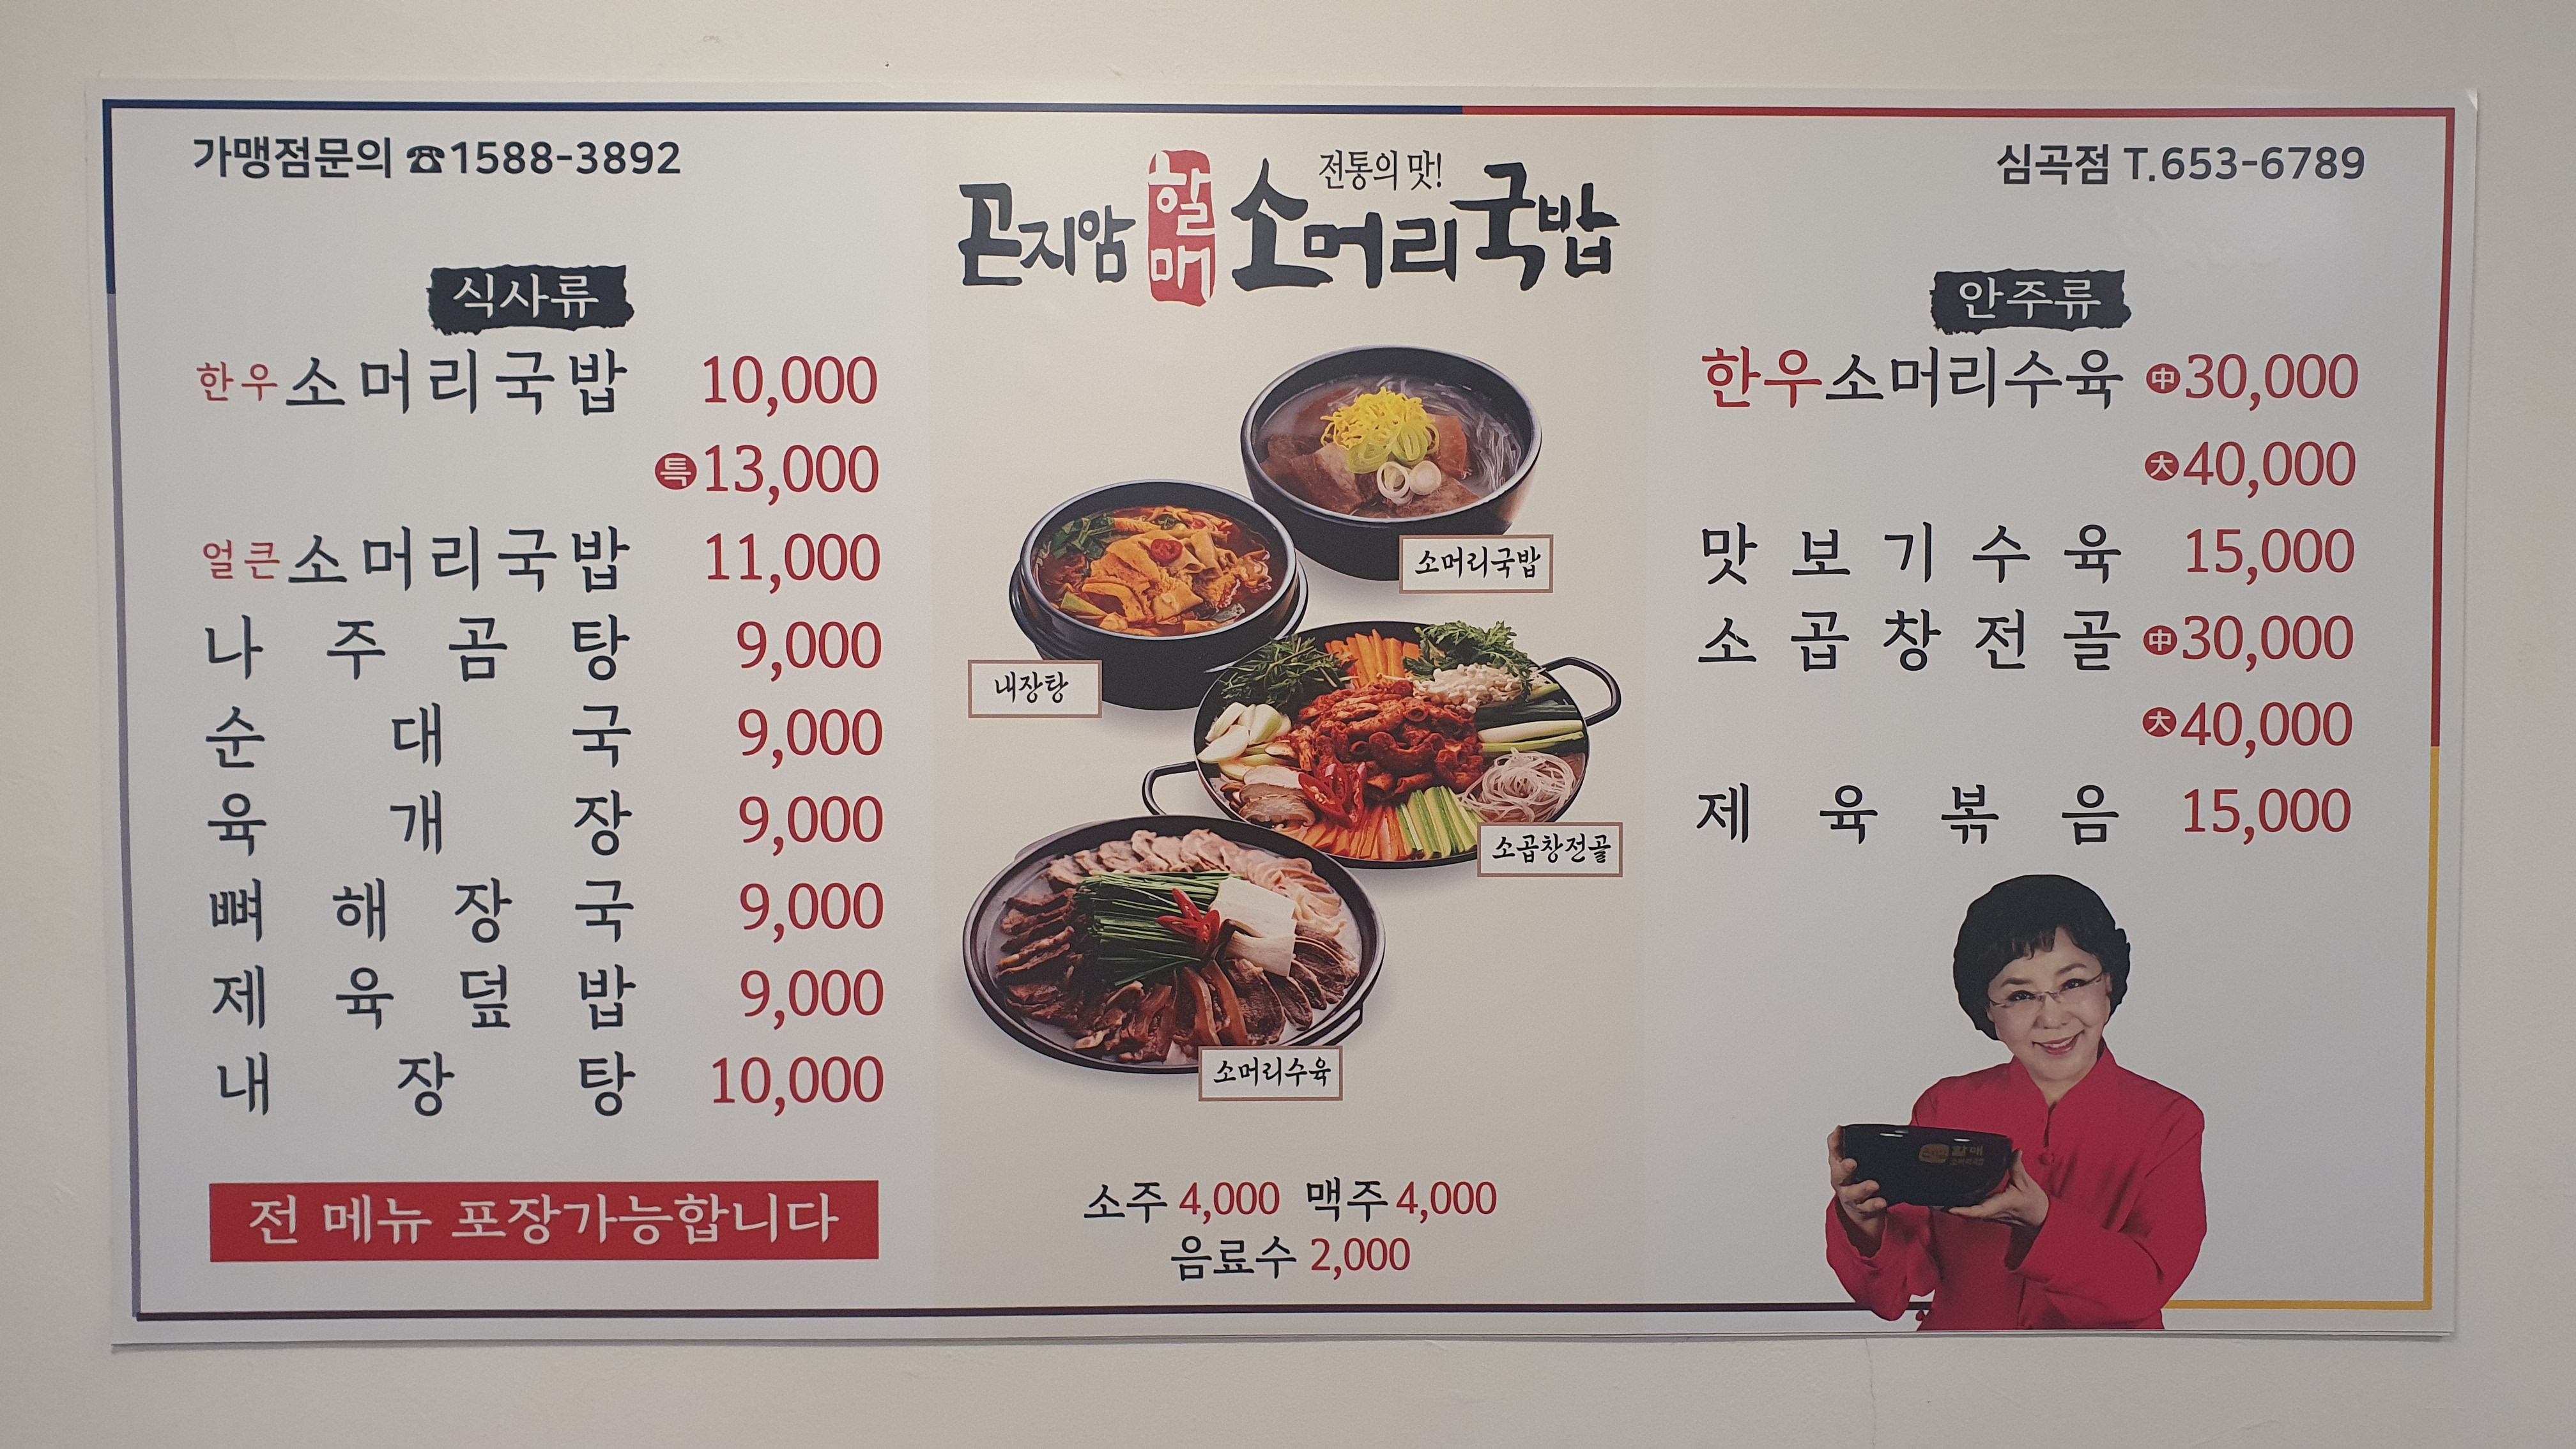 가맹점문의 ☎1588-3892
전통의 맛!
곤지암 할매 소머리국밥
심곡점 T.653-6789
식사류
한우소머리국밥 10,000
특13,000
얼큰소머리국밥 11,000
나주곰탕 9,000
순대국 9,000
육개장 9,000
뼈해장국 9,000
제육덮밥 9,000
내장탕 10,000
전 메뉴 포장가능합니다
소머리국밥
내장탕
소곱창전골
소머리수육
소주 4,000 맥주 4,000
음료수 2,000
안주류
한우소머리수육 中30,000
大40,000
맛보기수육 15,000
소곱창전골 中30,000
大40,000
제육볶음 15,000
할매